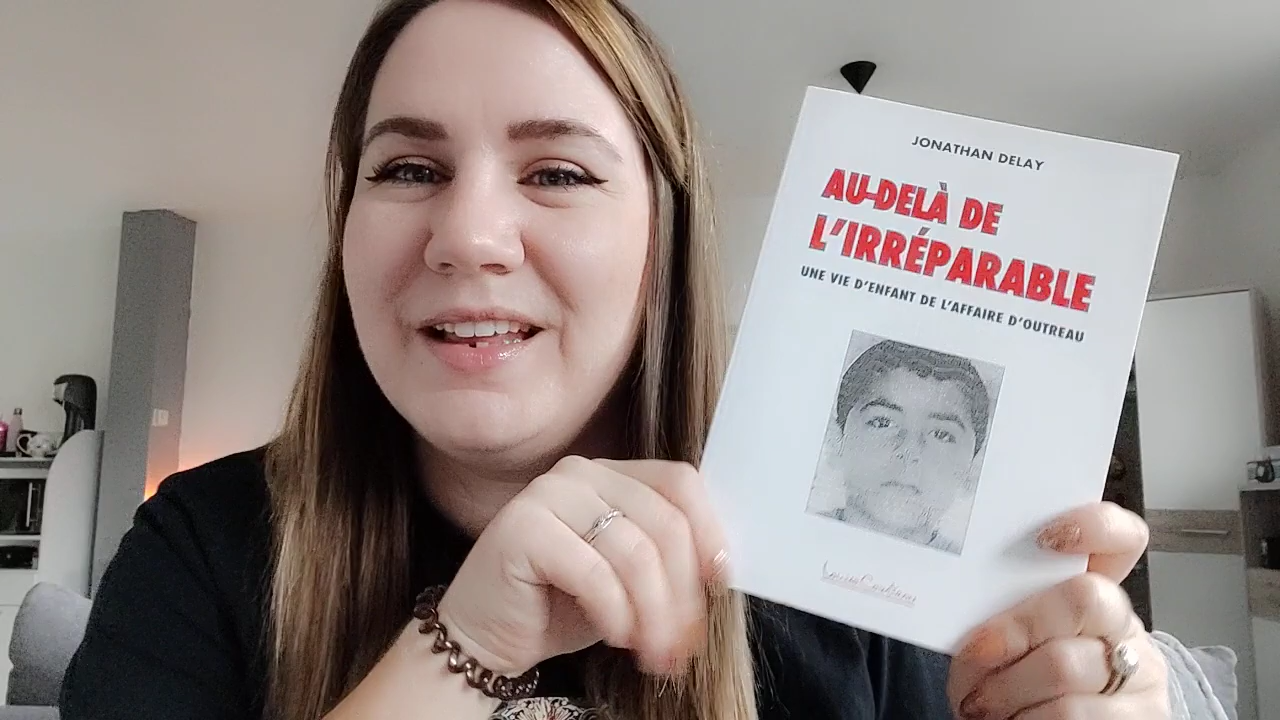 JONATHAN DELAY
AU-DELÀ DE
L'IRRÉPARABLE
UNE VIE D'ENFANT DE L'AFFAIRE D'OUTREAU